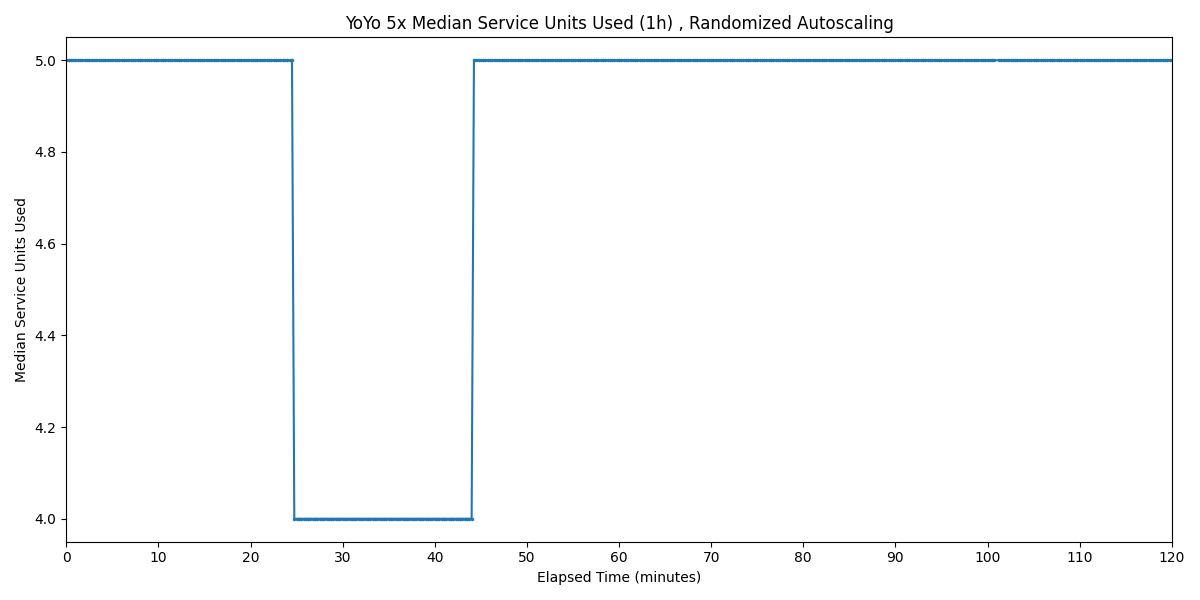 YoYo 5x Median Service Units Used (1h) , Randomized Autoscaling
5.0
4.8
4.6
4.4
4.2
4.0
Median Service Units Used
0 10 20 30 40 50 60 70 80 90 100 110 120
Elapsed Time (minutes)